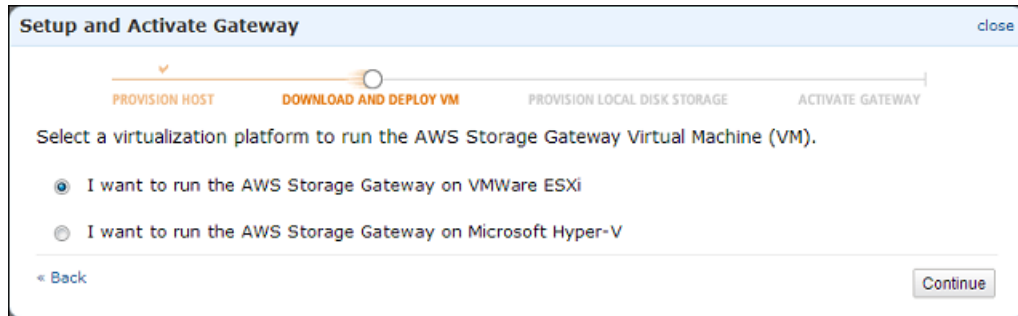 Setup and Activate Gateway
close
PROVISION HOST
DOWNLOAD AND DEPLOY VM
PROVISION LOCAL DISK STORAGE
ACTIVATE GATEWAY
Select a virtualization platform to run the AWS Storage Gateway Virtual Machine (VM).
I want to run the AWS Storage Gateway on VMWare ESXi
I want to run the AWS Storage Gateway on Microsoft Hyper-V
« Back
Continue